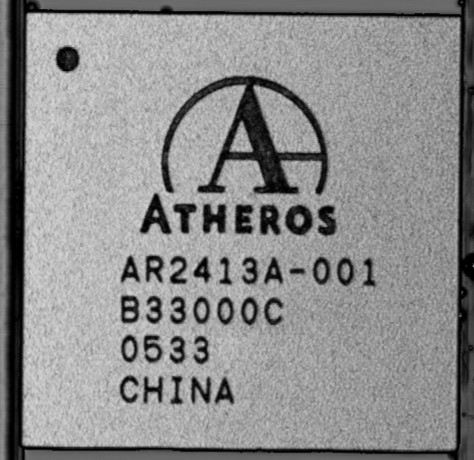 ATHEROS
AR2413A-001
B33000C
0533
CHINA